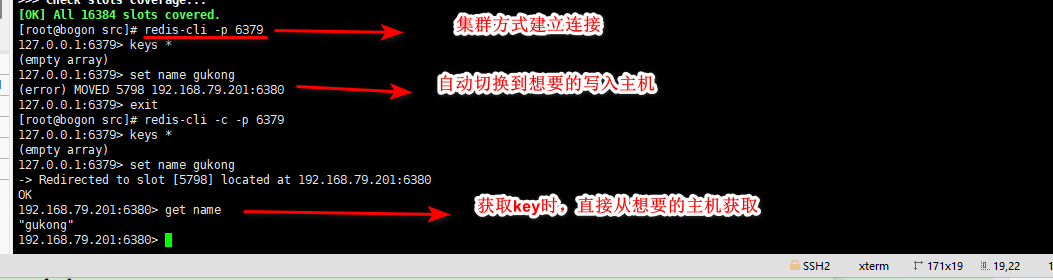 >>> Check slots coverage...
[OK] All 16384 slots covered.
[root@bogon src]# redis-cli -p 6379
集群方式建立连接
127.0.0.1:6379> keys *
(empty array)
127.0.0.1:6379> set name gukong
自动切换到想要的写入主机
(error) MOVED 5798 192.168.79.201:6380
127.0.0.1:6379> exit
[root@bogon src]# redis-cli -c -p 6379
127.0.0.1:6379> keys *
(empty array)
127.0.0.1:6379> set name gukong
-> Redirected to slot [5798] located at 192.168.79.201:6380
OK
192.168.79.201:6380> get name
获取key时，直接从想要的主机获取
"gukong"
192.168.79.201:6380>
SSH2 xterm 171x19 19,22